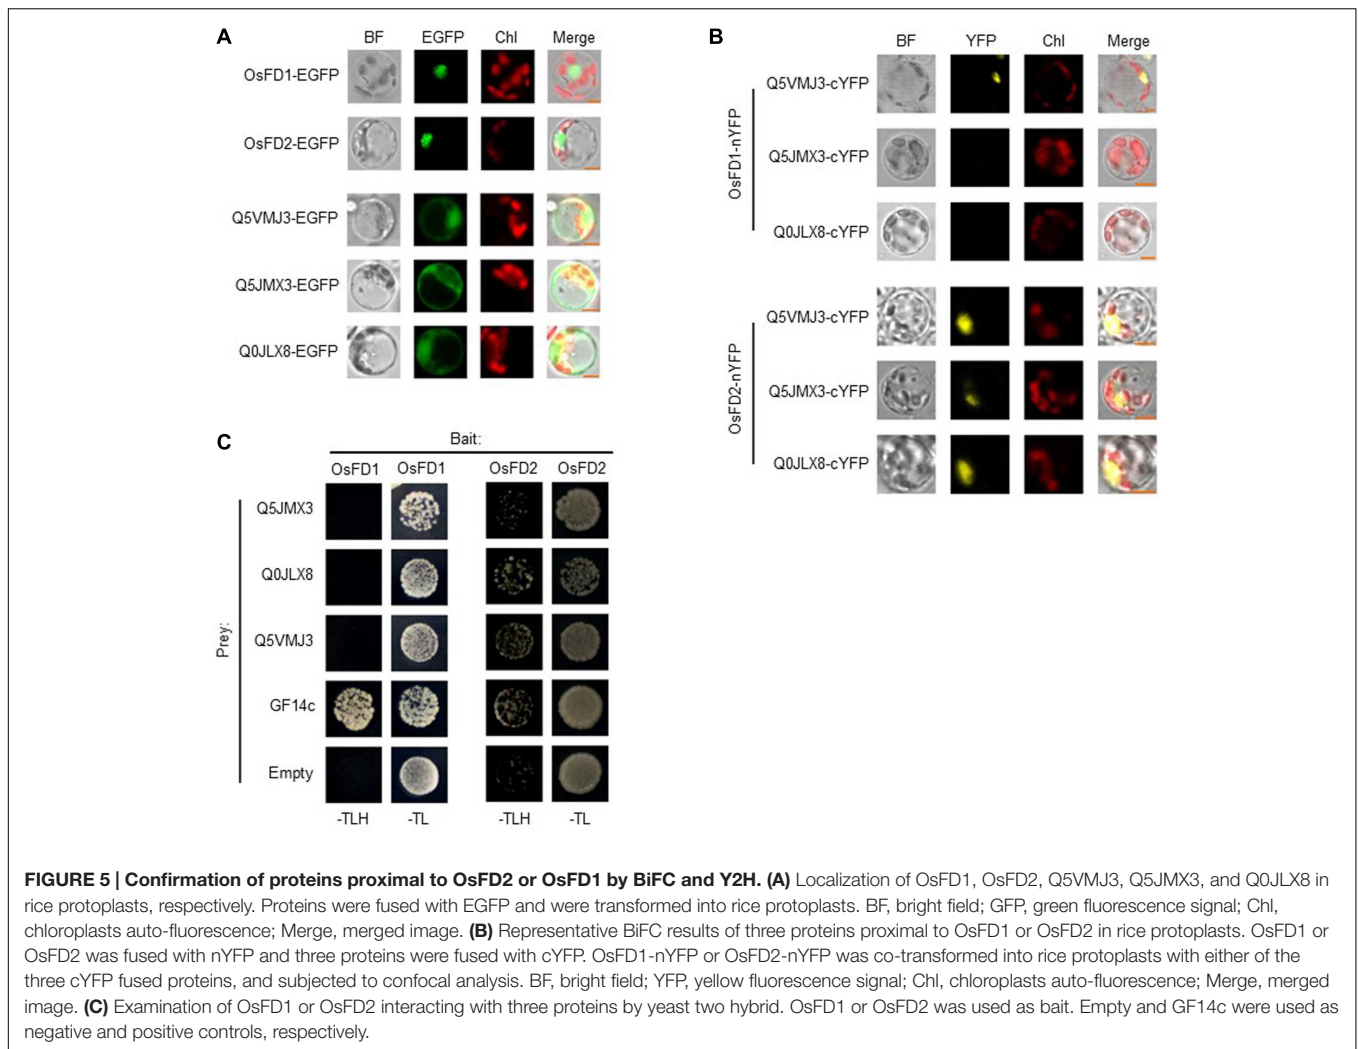 A
BF EGFP Chl Merge
OsFD1-EGFP
OsFD2-EGFP
Q5VMJ3-EGFP
Q5JMX3-EGFP
Q0JLX8-EGFP
B
BF YFP Chl Merge
OsFD1-nYFP
Q5VMJ3-cYFP
Q5JMX3-cYFP
Q0JLX8-cYFP
OsFD2-nYFP
Q5VMJ3-cYFP
Q5JMX3-cYFP
Q0JLX8-cYFP
C
Bait:
OsFD1 OsFD1 OsFD2 OsFD2
Prey:
Q5JMX3
Q0JLX8
Q5VMJ3
GF14c
Empty
-TLH -TL -TLH -TL
FIGURE 5 | Confirmation of proteins proximal to OsFD2 or OsFD1 by BiFC and Y2H. (A) Localization of OsFD1, OsFD2, Q5VMJ3, Q5JMX3, and Q0JLX8 in
rice protoplasts, respectively. Proteins were fused with EGFP and were transformed into rice protoplasts. BF, bright field; GFP, green fluorescence signal; Chl,
chloroplasts auto-fluorescence; Merge, merged image. (B) Representative BiFC results of three proteins proximal to OsFD1 or OsFD2 in rice protoplasts. OsFD1 or
OsFD2 was fused with nYFP and three proteins were fused with cYFP. OsFD1-nYFP or OsFD2-nYFP was co-transformed into rice protoplasts with either of the
three cYFP fused proteins, and subjected to confocal analysis. BF, bright field; YFP, yellow fluorescence signal; Chl, chloroplasts auto-fluorescence; Merge, merged
image. (C) Examination of OsFD1 or OsFD2 interacting with three proteins by yeast two hybrid. OsFD1 or OsFD2 was used as bait. Empty and GF14c were used as
negative and positive controls, respectively.